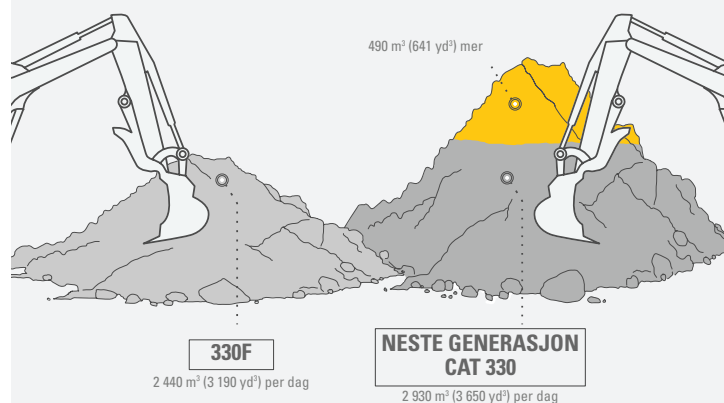 490 m³ (641 yd³) mer
330F
2 440 m³ (3 190 yd³) per dag
NESTE GENERASJON
CAT 330
2 930 m³ (3 650 yd³) per dag